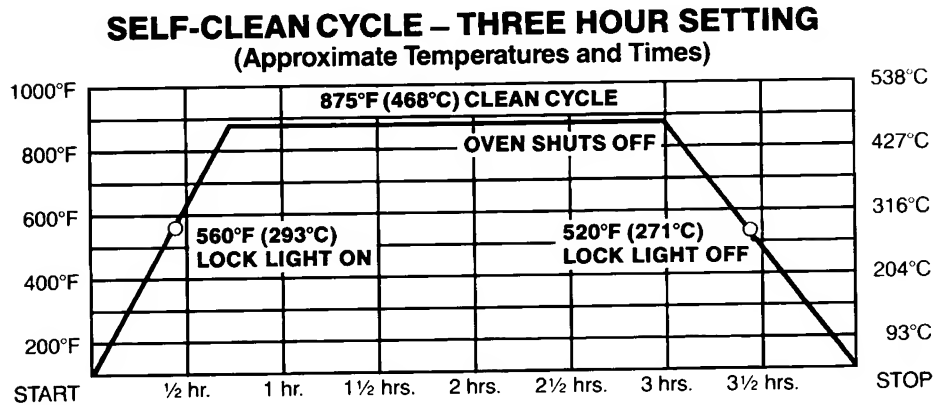 SELF-CLEAN CYCLE – THREE HOUR SETTING
(Approximate Temperatures and Times)
1000°F
538°C
875°F (468°C) CLEAN CYCLE
OVEN SHUTS OFF
800°F
427°C
600°F
316°C
560°F (293°C)
LOCK LIGHT ON
520°F (271°C)
LOCK LIGHT OFF
400°F
204°C
200°F
93°C
START
½ hr.
1 hr.
1½ hrs.
2 hrs.
2½ hrs.
3 hrs.
3½ hrs.
STOP